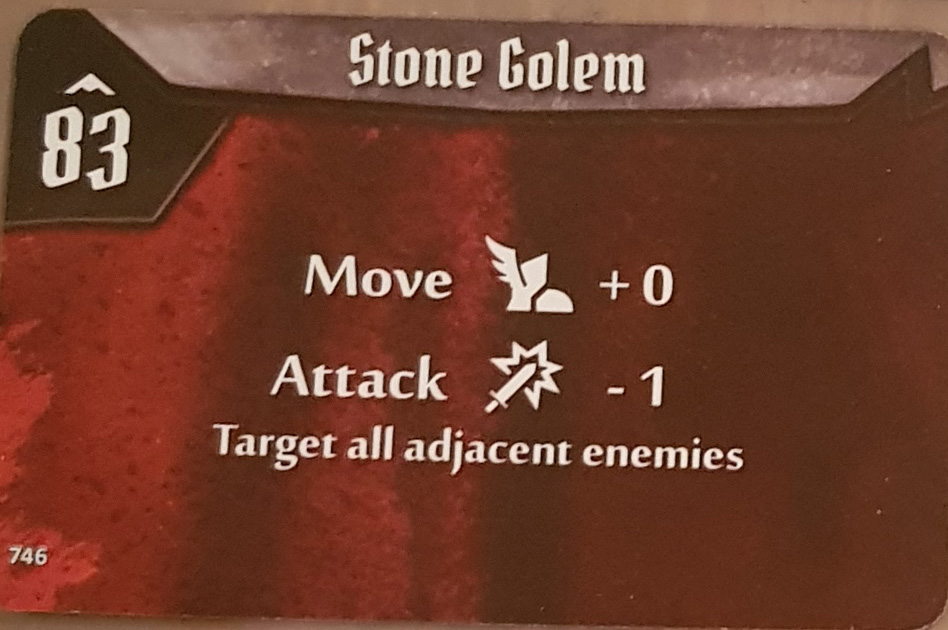 Stone Golem
83
Move + 0
Attack - 1
Target all adjacent enemies
746